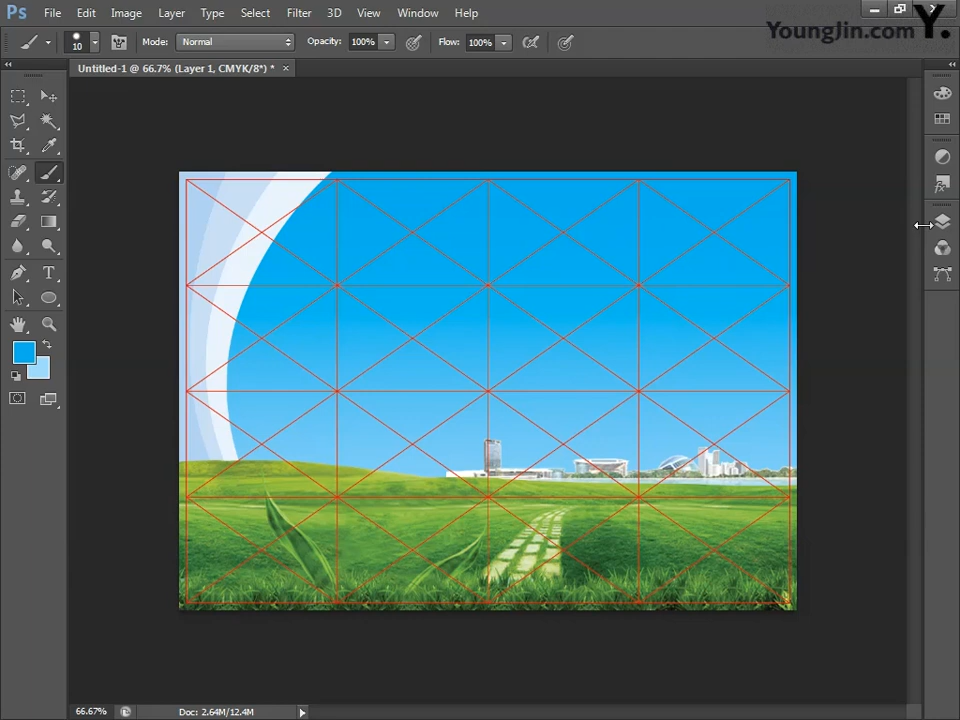 Ps File Edit Image Layer Type Select Filter 3D View Window Help
YoungJin.com Y.
10 Mode: Normal Opacity: 100% Flow: 100%
Untitled-1 @ 66.7% (Layer 1, CMYK/8*) * ×
T
fx
66.67% Doc: 2.64M/12.4M